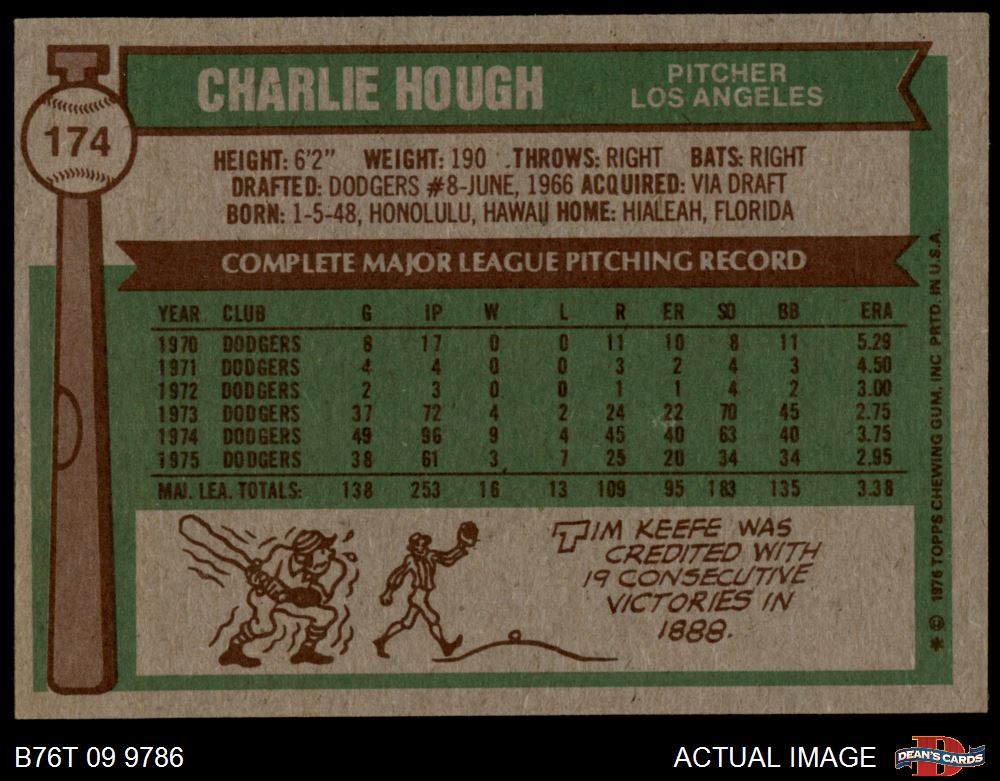 174
CHARLIE HOUGH
PITCHER
LOS ANGELES
HEIGHT: 6'2" WEIGHT: 190 THROWS: RIGHT BATS: RIGHT
DRAFTED: DODGERS #8-JUNE, 1966 ACQUIRED: VIA DRAFT
BORN: 1-5-48, HONOLULU, HAWAII HOME: HIALEAH, FLORIDA
COMPLETE MAJOR LEAGUE PITCHING RECORD
YEAR CLUB G IP W L R ER SO BB ERA
1970 DODGERS 8 17 0 0 11 10 8 11 5.29
1971 DODGERS 4 4 0 0 3 2 4 3 4.50
1972 DODGERS 2 3 0 0 1 1 4 2 3.00
1973 DODGERS 37 72 4 2 24 22 70 45 2.75
1974 DODGERS 49 96 9 4 45 40 63 40 3.75
1975 DODGERS 38 61 3 7 25 20 34 34 2.95
MAJ. LEA. TOTALS: 138 253 16 13 109 95 183 135 3.38
TIM KEEFE WAS
CREDITED WITH
19 CONSECUTIVE
VICTORIES IN
1888.
* © 1976 TOPPS CHEWING GUM, INC. PRTD. IN U.S.A.
B76T 09 9786
ACTUAL IMAGE
D
DEAN'S CARDS